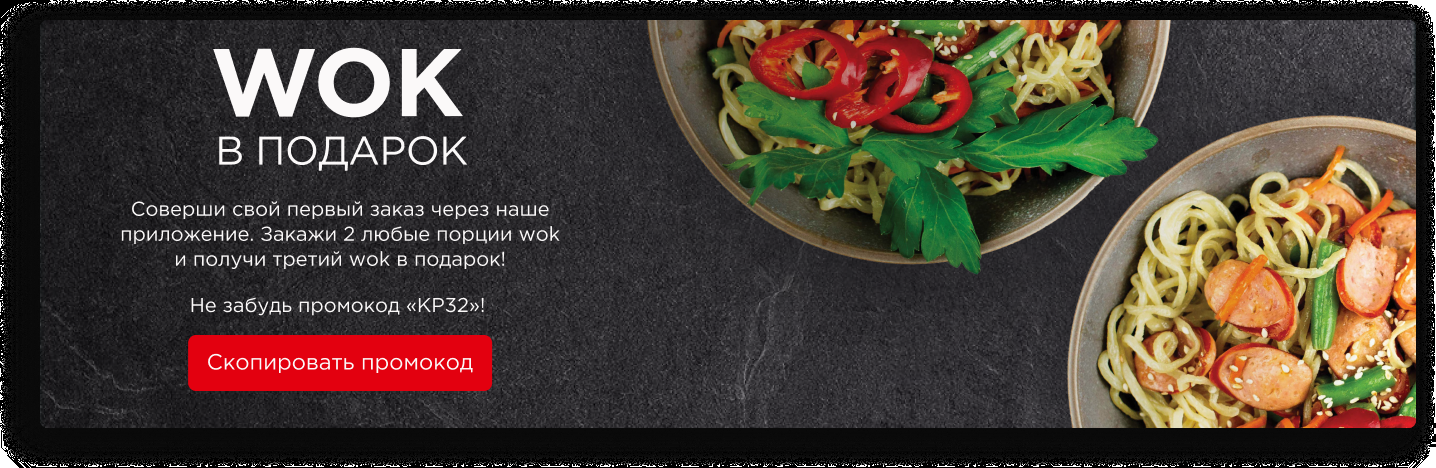 WOK
В ПОДАРОК
Соверши свой первый заказ через наше
приложение. Закажи 2 любые порции wok
и получи третий wok в подарок!
Не забудь промокод «КР32»!
Скопировать промокод